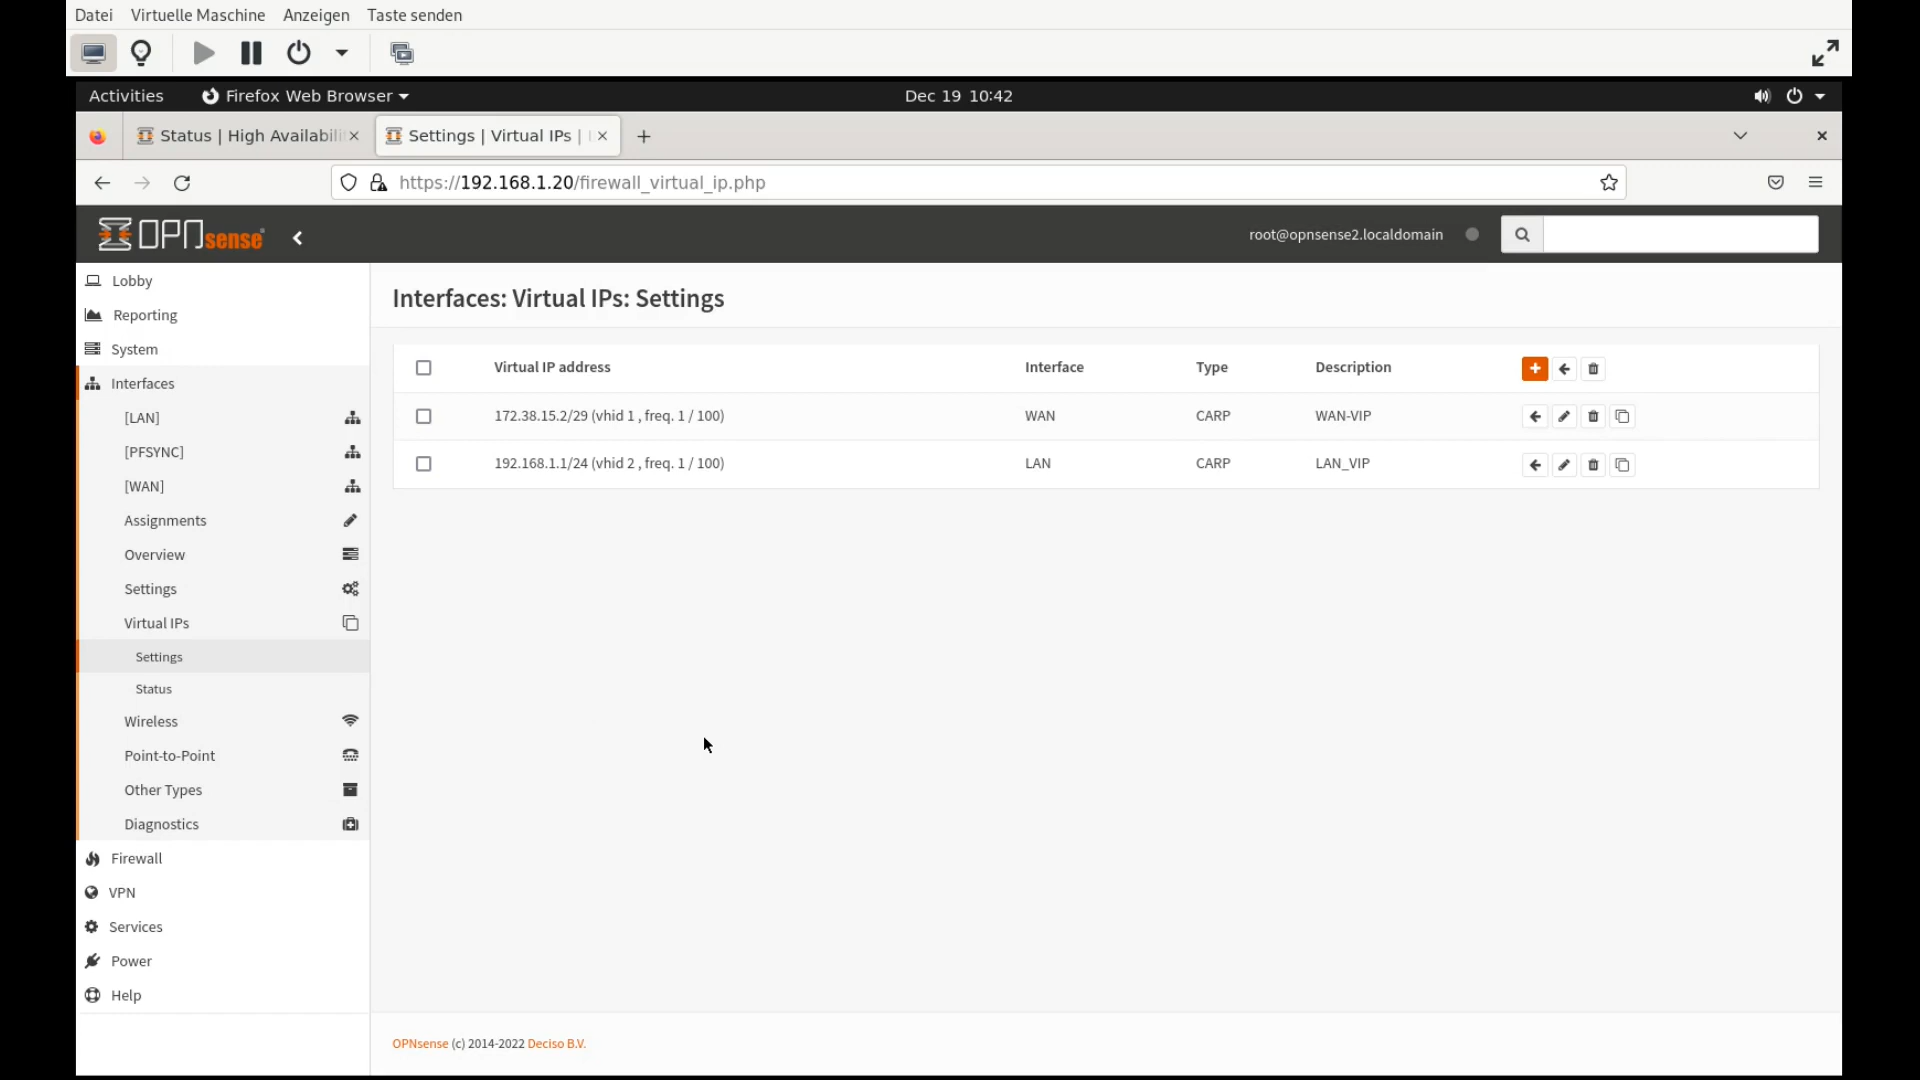 Datei Virtuelle Maschine Anzeigen Taste senden
Activities Firefox Web Browser Dec 19 10:42
Status | High Availabili Settings | Virtual IPs |
https://192.168.1.20/firewall_virtual_ip.php
OPNsense root@opnsense2.localdomain
Lobby
Reporting
System
Interfaces
[LAN]
[PFSYNC]
[WAN]
Assignments
Overview
Settings
Virtual IPs
Settings
Status
Wireless
Point-to-Point
Other Types
Diagnostics
Firewall
VPN
Services
Power
Help
Interfaces: Virtual IPs: Settings
Virtual IP address Interface Type Description
172.38.15.2/29 (vhid 1 , freq. 1 / 100) WAN CARP WAN-VIP
192.168.1.1/24 (vhid 2 , freq. 1 / 100) LAN CARP LAN_VIP
OPNsense (c) 2014-2022 Deciso B.V.